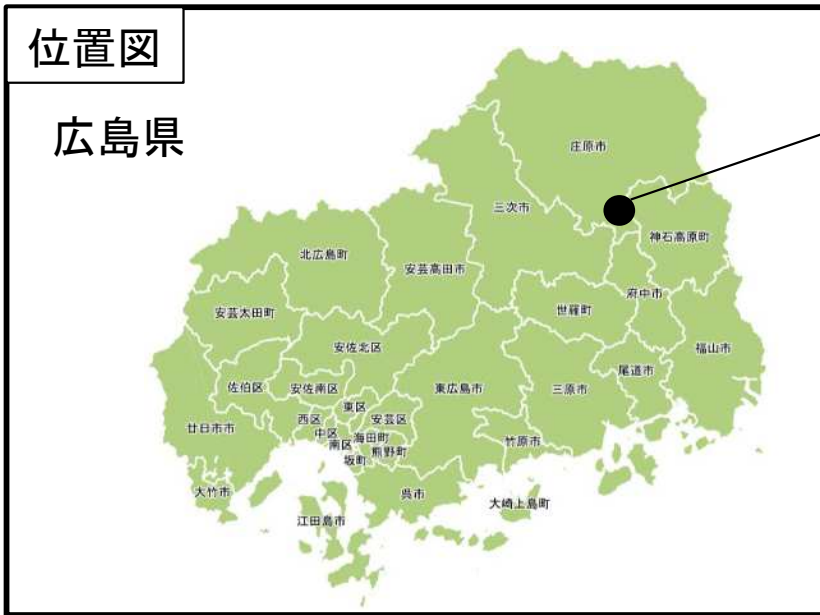 位置図
広島県
庄原市
三次市
神石高原町
北広島町
安芸高田市
府中市
安芸太田町
世羅町
安佐北区
福山市
尾道市
佐伯区
安佐南区
東広島市
三原市
東区
西区
安芸区
廿日市市
中区
海田町
南区
竹原市
熊野町
坂町
大竹市
呉市
大崎上島町
江田島市